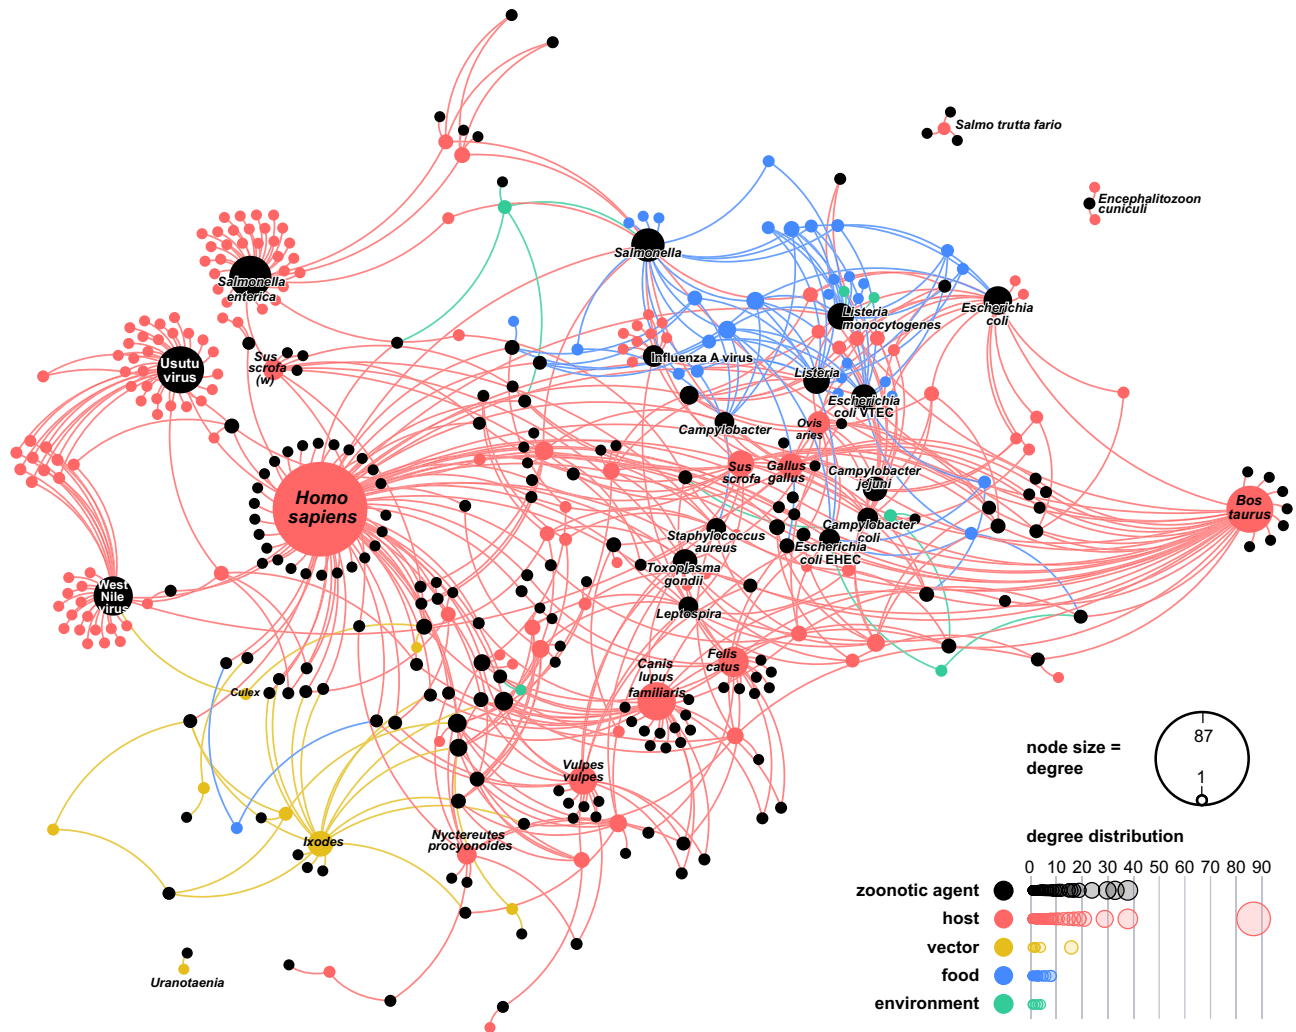 Salmo trutta fario
Encephalitozoon
cuniculi
Salmonella
Salmonella
enterica
Escherichia
coli
Listeria
monocytogenes
Influenza A virus
Usutu
virus
Sus
scrofa
(w)
Listeria
Escherichia
coli VTEC
Campylobacter
Ovis
aries
Sus
scrofa
Gallus
gallus
Campylobacter
jejuni
Homo
sapiens
Bos
taurus
Staphylococcus
aureus
Campylobacter
coli
Escherichia
coli EHEC
Toxoplasma
gondii
Leptospira
West
Nile
virus
Felis
catus
Canis
lupus
familiaris
Culex
Vulpes
vulpes
Ixodes
Nyctereutes
procyonoides
Uranotaenia
node size =
degree
87
1
degree distribution
0 10 20 30 40 50 60 70 80 90
zoonotic agent
host
vector
food
environment